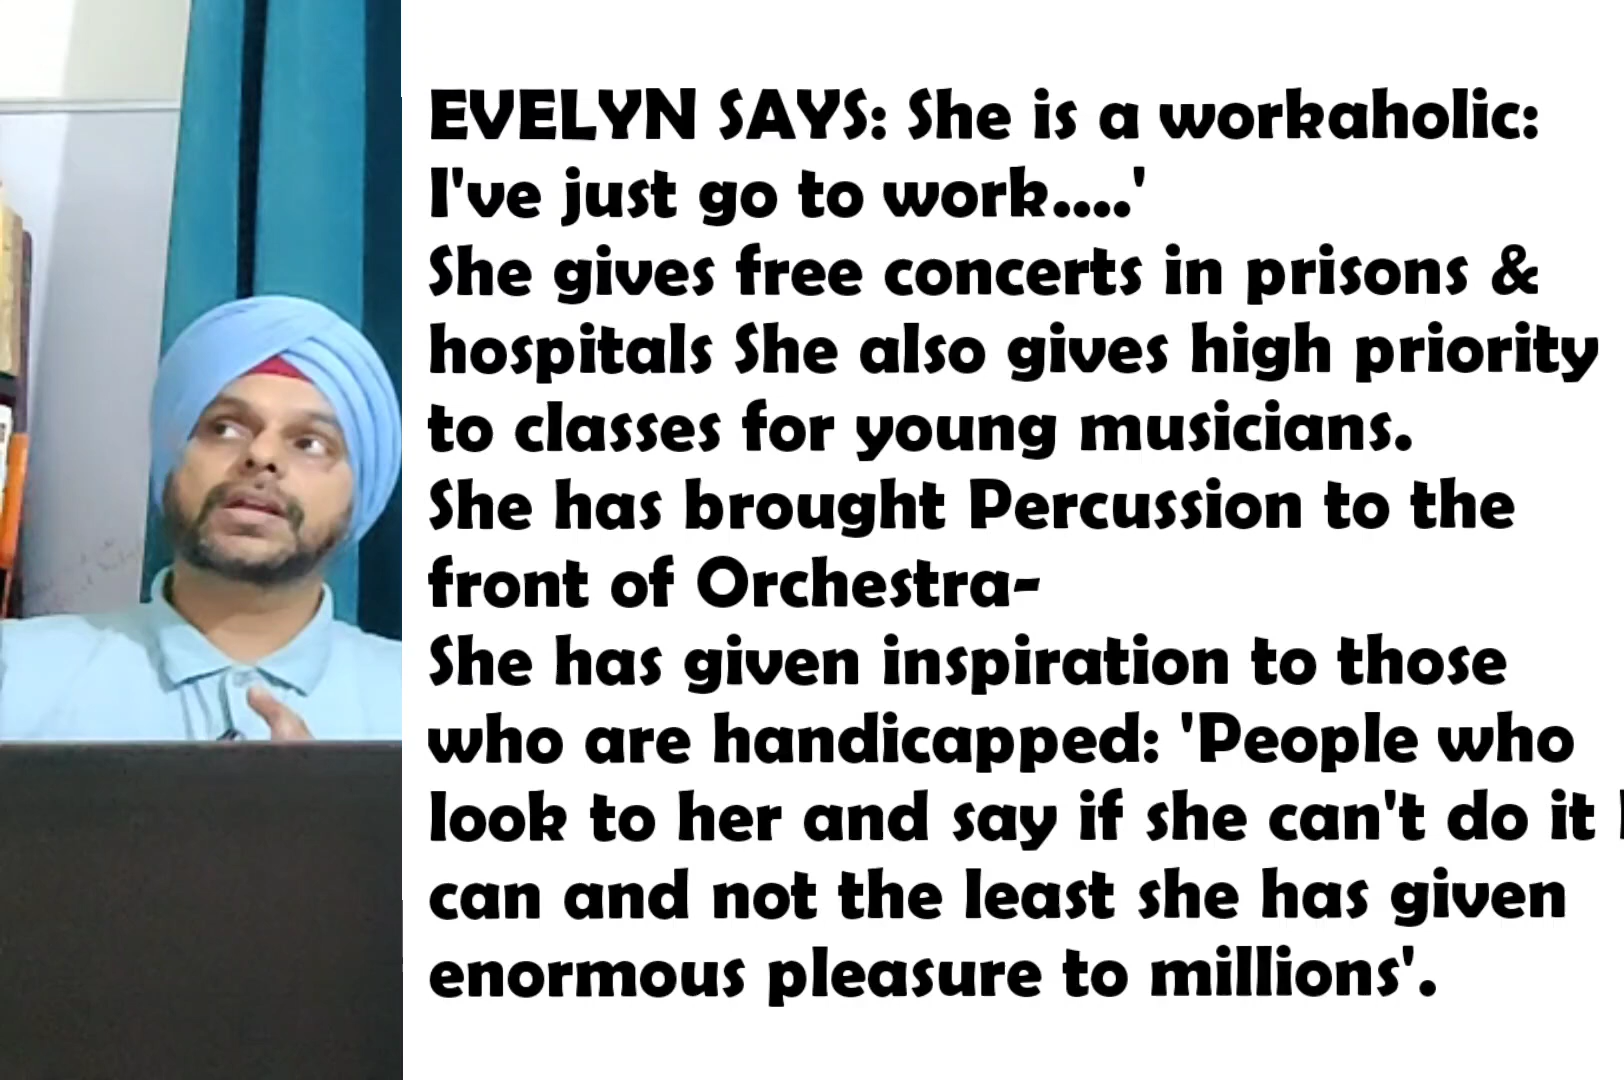 EVELYN SAYS: She is a workaholic:
I've just go to work....'
She gives free concerts in prisons &
hospitals She also gives high priority
to classes for young musicians.
She has brought Percussion to the
front of Orchestra-
She has given inspiration to those
who are handicapped: 'People who
look to her and say if she can't do it
can and not the least she has given
enormous pleasure to millions'.